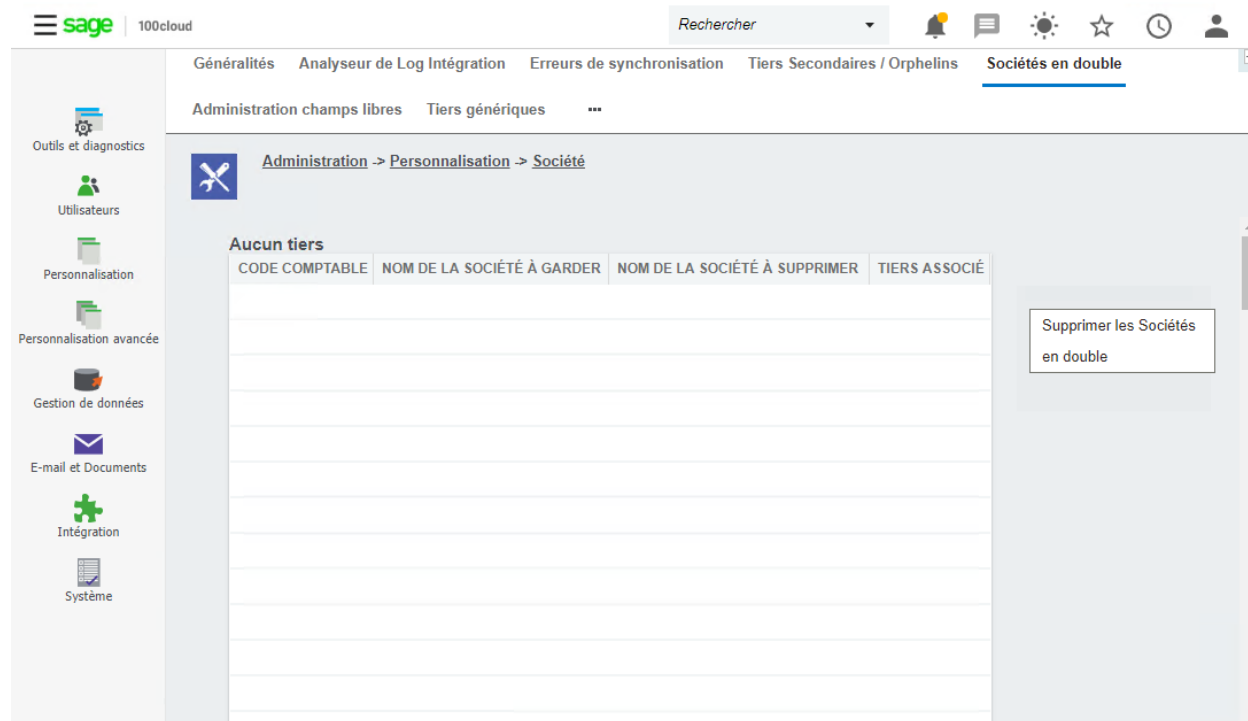 sage 100cloud Rechercher
Généralités Analyseur de Log Intégration Erreurs de synchronisation Tiers Secondaires / Orphelins Sociétés en double
Administration champs libres Tiers génériques ...
Outils et diagnostics
Utilisateurs
Personnalisation
Personnalisation avancée
Gestion de données
E-mail et Documents
Intégration
Système
Administration -> Personnalisation -> Société
Aucun tiers
CODE COMPTABLE NOM DE LA SOCIÉTÉ À GARDER NOM DE LA SOCIÉTÉ À SUPPRIMER TIERS ASSOCIÉ
Supprimer les Sociétés
en double